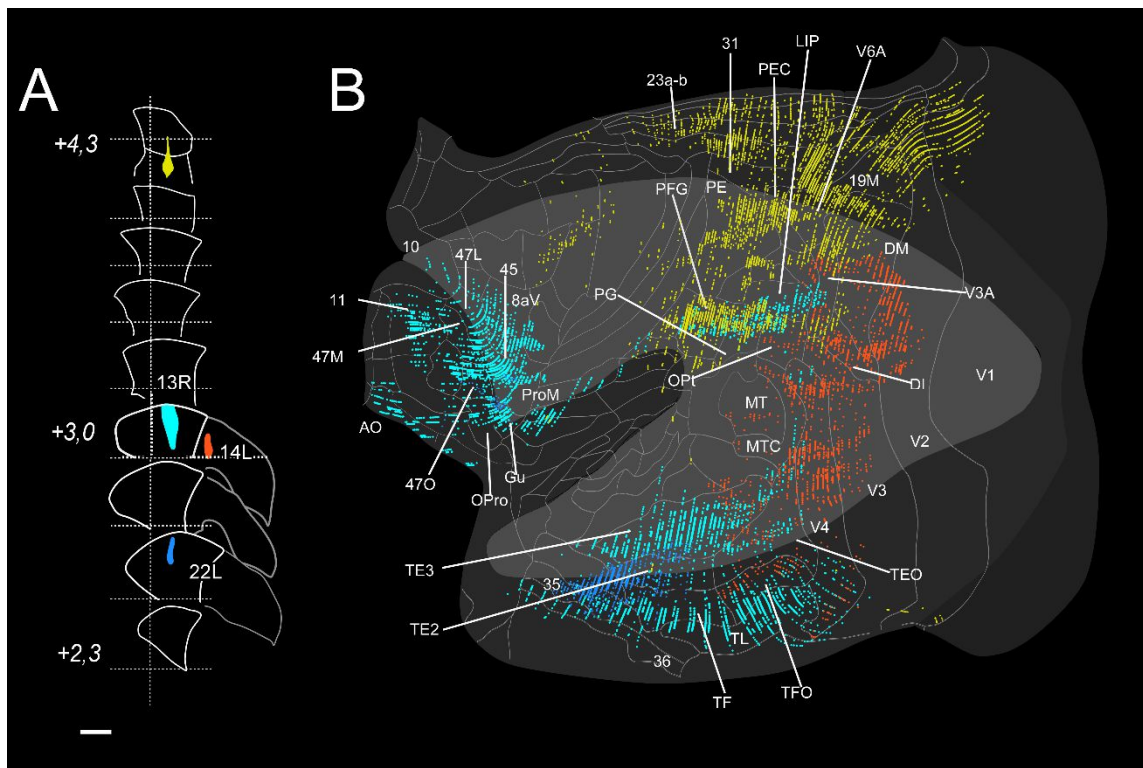 A
+4,3
13R
+3,0
14L
22L
+2,3
B
31
LIP
23a-b
PEC
V6A
PFG
PE
19M
10
47L
45
DM
11
8aV
PG
V3A
47M
OPt
DI
V1
ProM
MT
AO
MTC
V2
47O
OPro
Gu
V3
V4
TE3
35
TEO
TE2
TL
36
TF
TFO